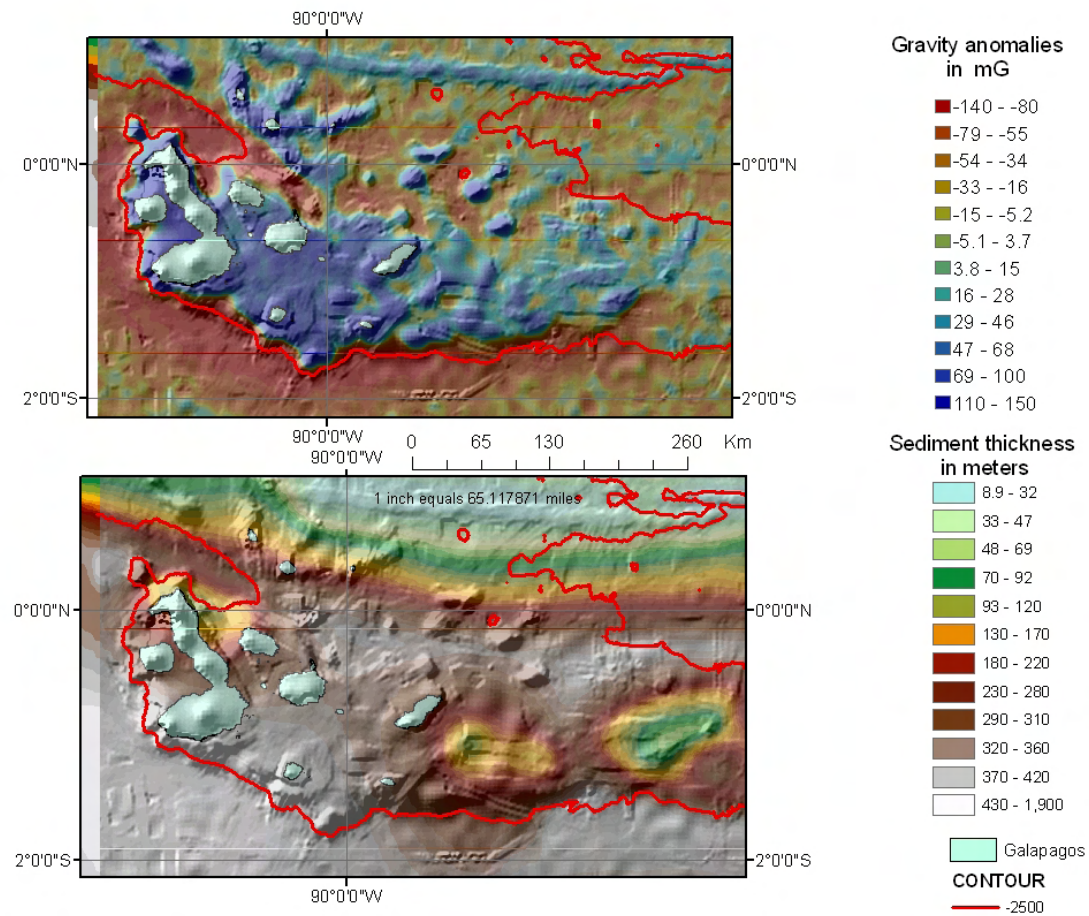 90°0'0"W
Gravity anomalies
in mG
-140 - -80
-79 - -55
-54 - -34
-33 - -16
-15 - -5.2
-5.1 - 3.7
3.8 - 15
16 - 28
29 - 46
47 - 68
69 - 100
110 - 150
0°0'0"N
0°0'0"N
2°0'0"S
2°0'0"S
90°0'0"W
0 65 130 260 Km
90°0'0"W
1 inch equals 65.117871 miles
Sediment thickness
in meters
8.9 - 32
33 - 47
48 - 69
70 - 92
93 - 120
130 - 170
180 - 220
230 - 280
290 - 310
320 - 360
370 - 420
430 - 1,900
0°0'0"N
0°0'0"N
2°0'0"S
2°0'0"S
90°0'0"W
Galapagos
CONTOUR
-2500